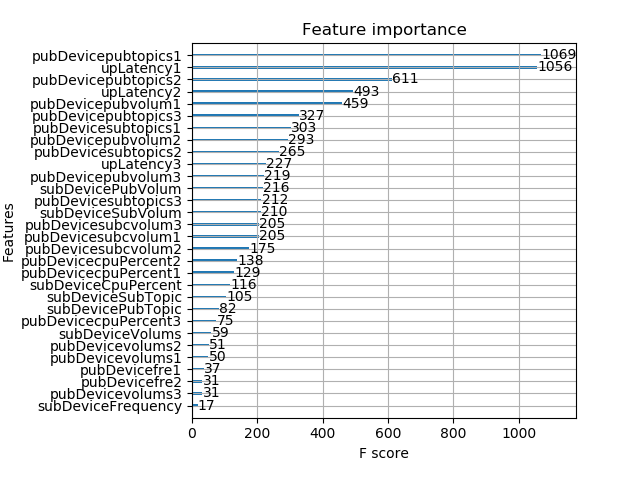 Feature importance
pubDevicepubtopics1 1069
upLatency1 1056
pubDevicepubtopics2 611
upLatency2 493
pubDevicepubvolum1 459
pubDevicepubtopics3 327
pubDevicesubtopics1 303
pubDevicepubvolum2 293
pubDevicesubtopics2 265
upLatency3 227
pubDevicepubvolum3 219
subDevicePubVolum 216
pubDevicesubtopics3 212
subDeviceSubVolum 210
pubDevicesubcvolum3 205
pubDevicesubcvolum1 205
pubDevicesubcvolum2 175
pubDevicecpuPercent2 138
pubDevicecpuPercent1 129
subDeviceCpuPercent 116
subDeviceSubTopic 105
subDevicePubTopic 82
pubDevicecpuPercent3 75
subDeviceVolums 59
pubDevicevolums2 51
pubDevicevolums1 50
pubDevicefre1 37
pubDevicefre2 31
pubDevicevolums3 31
subDeviceFrequency 17
Features
0 200 400 600 800 1000
F score